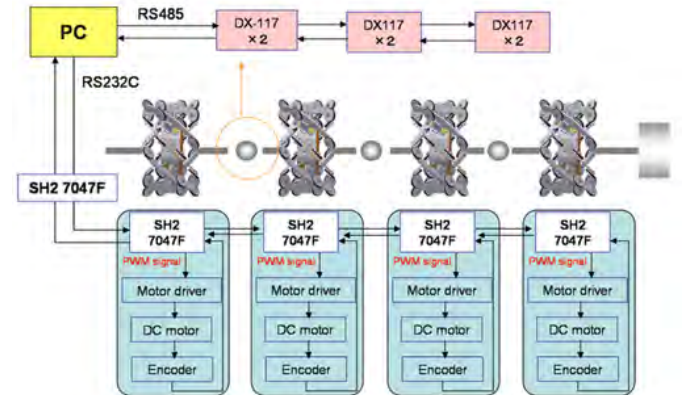 PC
RS485
DX-117
× 2
DX117
× 2
DX117
× 2
RS232C
SH2 7047F
SH2
7047F
SH2
7047F
SH2
7047F
SH2
7047F
PWM signal
PWM signal
PWM signal
PWM signal
Motor driver
Motor driver
Motor driver
Motor driver
DC motor
DC motor
DC motor
DC motor
Encoder
Encoder
Encoder
Encoder